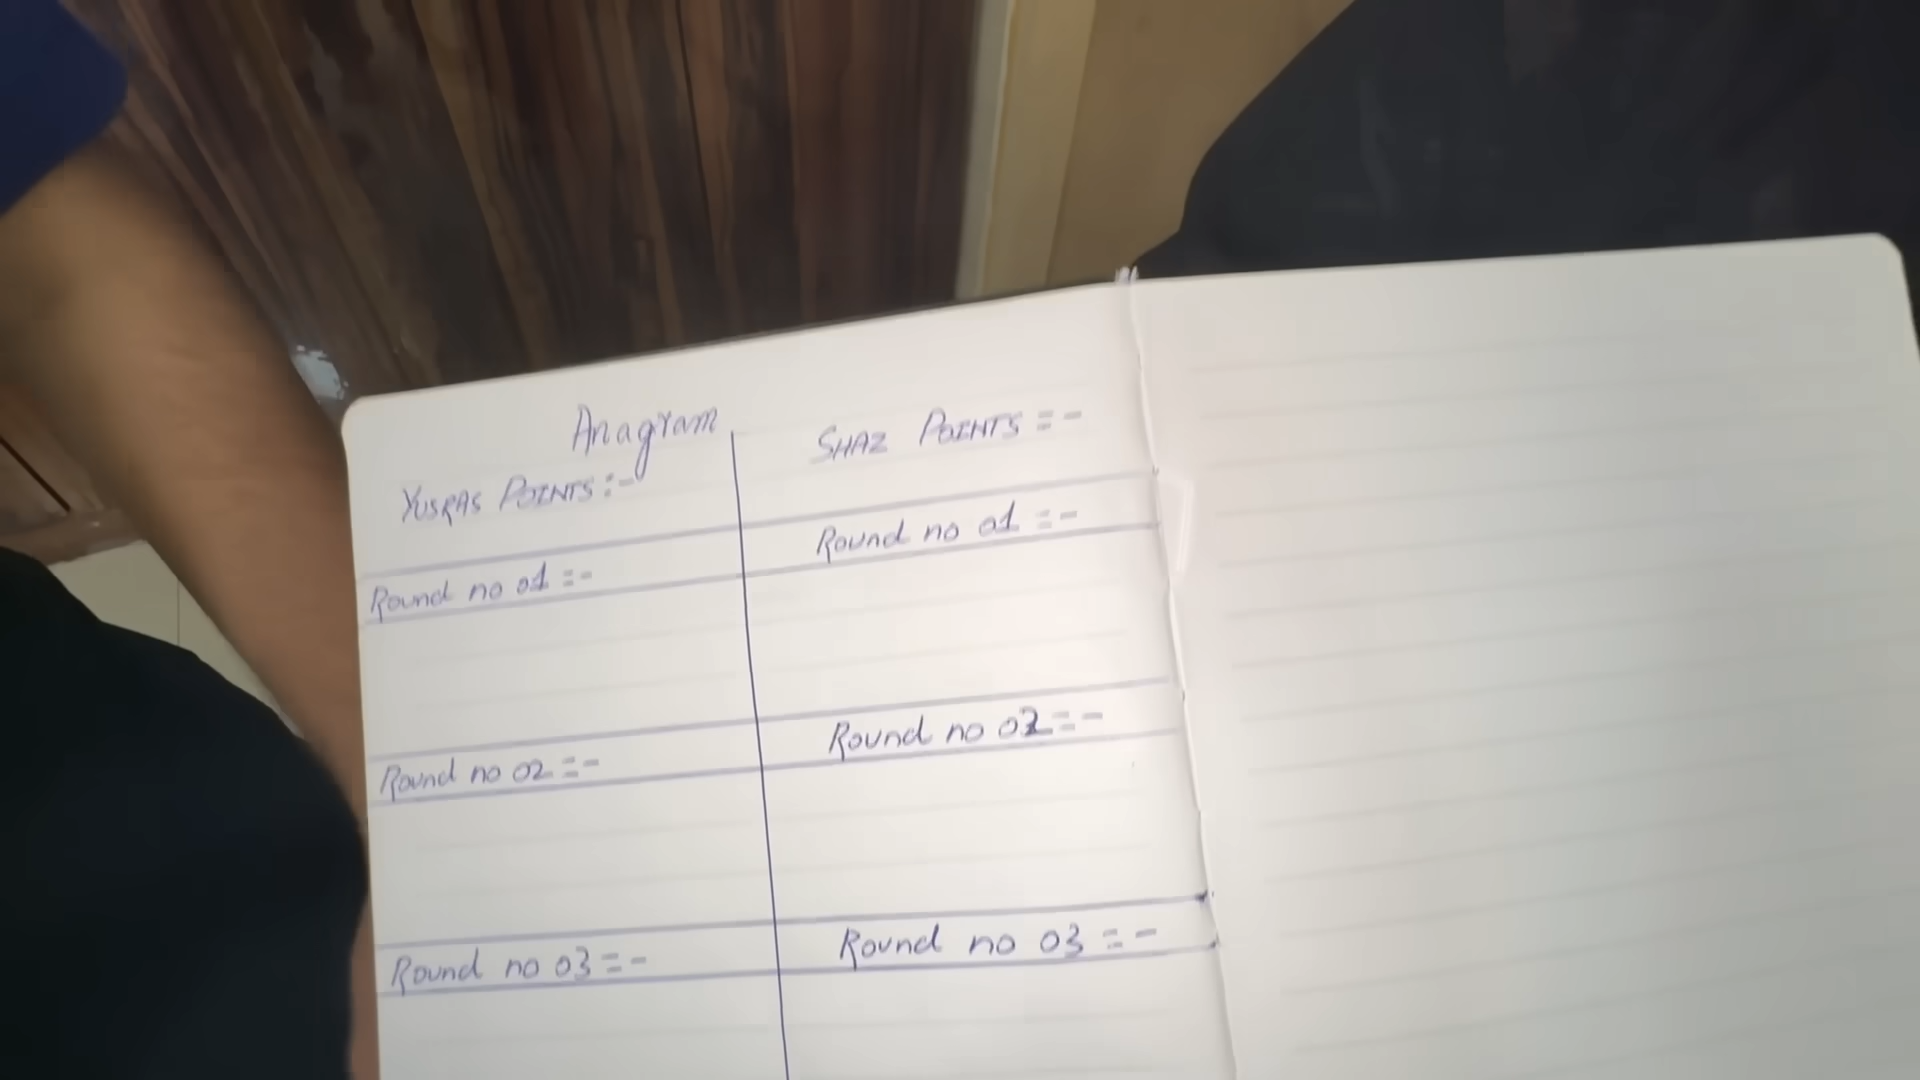 Anagram
YUSRAS POINTS:-
Round no 01:-
Round no 02:-
Round no 03:-
SHAZ POINTS:-
Round no 01:-
Round no 02:-
Round no 03:-